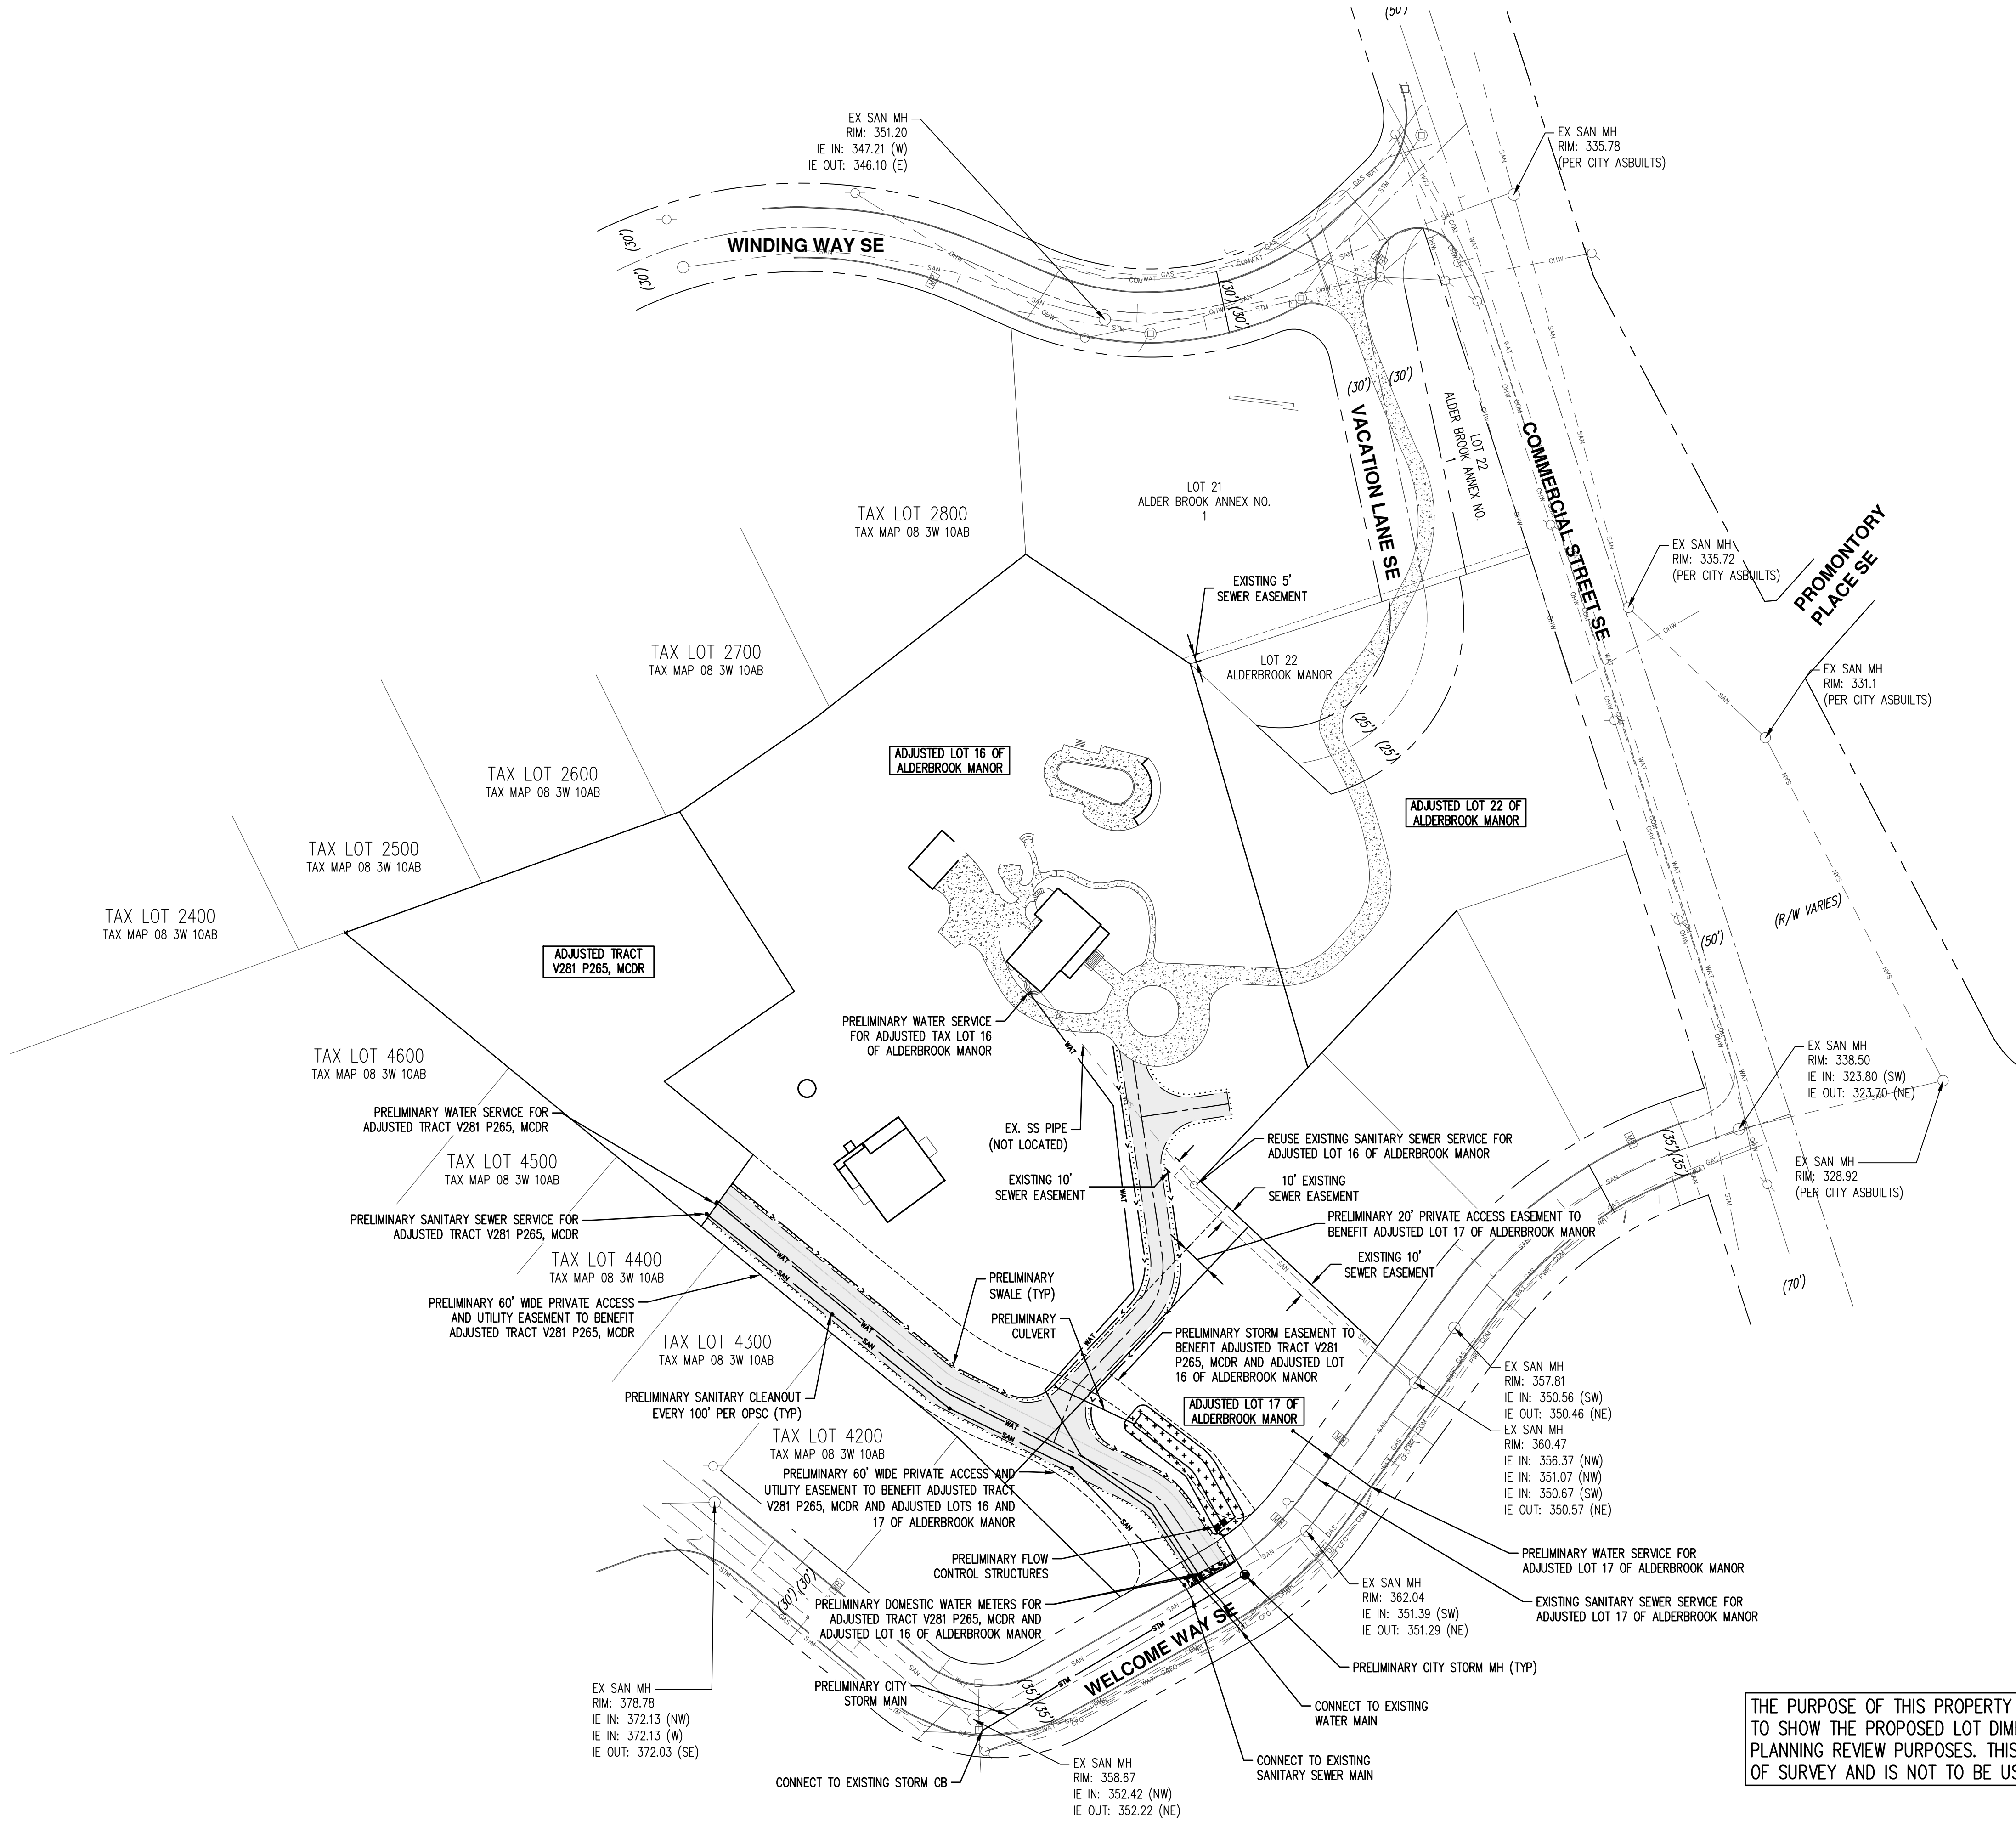 (50')
EX SAN MH
RIM: 351.20
IE IN: 347.21 (W)
IE OUT: 346.10 (E)
EX SAN MH
RIM: 335.78
(PER CITY ASBUILTS)
WINDING WAY SE
(30')
(30')
(30')
(30')
(30')
(30')
VACATION LANE SE
LOT 22
ALDER BROOK ANNEX NO.
1
COMMERCIAL STREET SE
LOT 21
ALDER BROOK ANNEX NO.
1
TAX LOT 2800
TAX MAP 08 3W 10AB
EX SAN MH
RIM: 335.72
(PER CITY ASBUILTS)
PROMONTORY
PLACE SE
EXISTING 5'
SEWER EASEMENT
TAX LOT 2700
TAX MAP 08 3W 10AB
LOT 22
ALDERBROOK MANOR
EX SAN MH
RIM: 331.1
(PER CITY ASBUILTS)
(25')
(25')
ADJUSTED LOT 16 OF
ALDERBROOK MANOR
TAX LOT 2600
TAX MAP 08 3W 10AB
ADJUSTED LOT 22 OF
ALDERBROOK MANOR
TAX LOT 2500
TAX MAP 08 3W 10AB
TAX LOT 2400
TAX MAP 08 3W 10AB
(R/W VARIES)
(50')
ADJUSTED TRACT
V281 P265, MCDR
PRELIMINARY WATER SERVICE
FOR ADJUSTED TAX LOT 16
OF ALDERBROOK MANOR
TAX LOT 4600
TAX MAP 08 3W 10AB
EX SAN MH
RIM: 338.50
IE IN: 323.80 (SW)
IE OUT: 323.70 (NE)
PRELIMINARY WATER SERVICE FOR
ADJUSTED TRACT V281 P265, MCDR
EX. SS PIPE
(NOT LOCATED)
REUSE EXISTING SANITARY SEWER SERVICE FOR
ADJUSTED LOT 16 OF ALDERBROOK MANOR
(35')
(35')
TAX LOT 4500
TAX MAP 08 3W 10AB
EXISTING 10'
SEWER EASEMENT
10' EXISTING
SEWER EASEMENT
EX SAN MH
RIM: 328.92
(PER CITY ASBUILTS)
PRELIMINARY SANITARY SEWER SERVICE FOR
ADJUSTED TRACT V281 P265, MCDR
PRELIMINARY 20' PRIVATE ACCESS EASEMENT TO
BENEFIT ADJUSTED LOT 17 OF ALDERBROOK MANOR
TAX LOT 4400
TAX MAP 08 3W 10AB
EXISTING 10'
SEWER EASEMENT
(70')
PRELIMINARY
SWALE (TYP)
PRELIMINARY 60' WIDE PRIVATE ACCESS
AND UTILITY EASEMENT TO BENEFIT
ADJUSTED TRACT V281 P265, MCDR
PRELIMINARY
CULVERT
PRELIMINARY STORM EASEMENT TO
BENEFIT ADJUSTED TRACT V281
P265, MCDR AND ADJUSTED LOT
16 OF ALDERBROOK MANOR
TAX LOT 4300
TAX MAP 08 3W 10AB
EX SAN MH
RIM: 357.81
IE IN: 350.56 (SW)
IE OUT: 350.46 (NE)
PRELIMINARY SANITARY CLEANOUT
EVERY 100' PER OPSC (TYP)
ADJUSTED LOT 17 OF
ALDERBROOK MANOR
EX SAN MH
RIM: 360.47
IE IN: 356.37 (NW)
IE IN: 351.07 (NW)
IE IN: 350.67 (SW)
IE OUT: 350.57 (NE)
TAX LOT 4200
TAX MAP 08 3W 10AB
PRELIMINARY 60' WIDE PRIVATE ACCESS AND
UTILITY EASEMENT TO BENEFIT ADJUSTED TRACT
V281 P265, MCDR AND ADJUSTED LOTS 16 AND
17 OF ALDERBROOK MANOR
PRELIMINARY FLOW
CONTROL STRUCTURES
PRELIMINARY WATER SERVICE FOR
ADJUSTED LOT 17 OF ALDERBROOK MANOR
(30')
(30')
PRELIMINARY DOMESTIC WATER METERS FOR
ADJUSTED TRACT V281 P265, MCDR AND
ADJUSTED LOT 16 OF ALDERBROOK MANOR
EX SAN MH
RIM: 362.04
IE IN: 351.39 (SW)
IE OUT: 351.29 (NE)
EXISTING SANITARY SEWER SERVICE FOR
ADJUSTED LOT 17 OF ALDERBROOK MANOR
WELCOME WAY SE
PRELIMINARY CITY STORM MH (TYP)
EX SAN MH
RIM: 378.78
IE IN: 372.13 (NW)
IE IN: 372.13 (W)
IE OUT: 372.03 (SE)
PRELIMINARY CITY
STORM MAIN
(35')
(35')
CONNECT TO EXISTING
WATER MAIN
CONNECT TO EXISTING
SANITARY SEWER MAIN
CONNECT TO EXISTING STORM CB
EX SAN MH
RIM: 358.67
IE IN: 352.42 (NW)
IE OUT: 352.22 (NE)
THE PURPOSE OF THIS PROPERTY
TO SHOW THE PROPOSED LOT
PLANNING REVIEW PURPOSES. THIS
OF SURVEY AND IS NOT TO BE